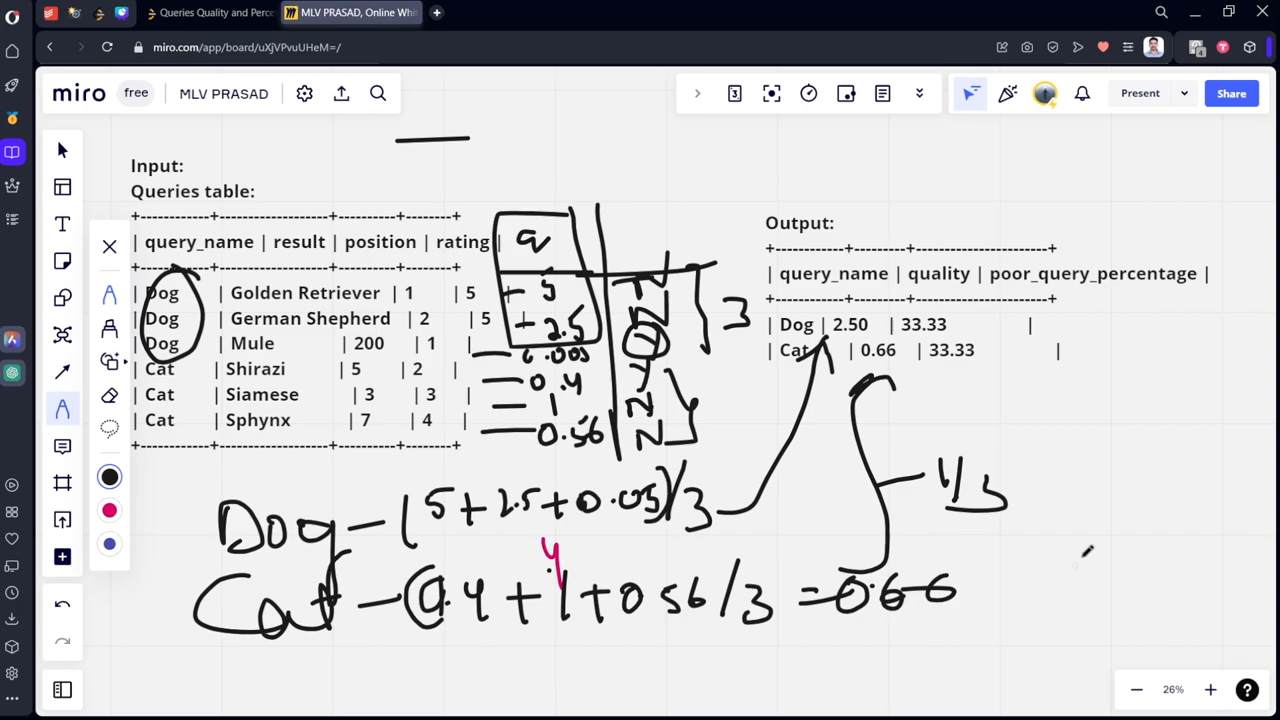 Queries Quality and Perce
MLV PRASAD, Online Whit
miro.com/app/board/uXjVPvuUHeM=/
miro free MLV PRASAD
3
Present
Share
Input:
Queries table:
+-----------+-------------------+---------+--------+
| query_name | result | position | rating |
+-----------+-------------------+---------+--------+
| Dog | Golden Retriever | 1 | 5 |
| Dog | German Shepherd | 2 | 5 |
| Dog | Mule | 200 | 1 |
| Cat | Shirazi | 5 | 2 |
| Cat | Siamese | 3 | 3 |
| Cat | Sphynx | 7 | 4 |
+-----------+-------------------+---------+--------+
q
5 N
2.5 N
0.005
0.4 Y
1 N
0.56 N
3
Output:
+-----------+--------+----------------------+
| query_name | quality | poor_query_percentage |
+-----------+--------+----------------------+
| Dog | 2.50 | 33.33 |
| Cat | 0.66 | 33.33 |
1/3
Dog - (5+2.5+0.05)/3
Cat - (0.4+1+0.56/3 = 0.66
26%